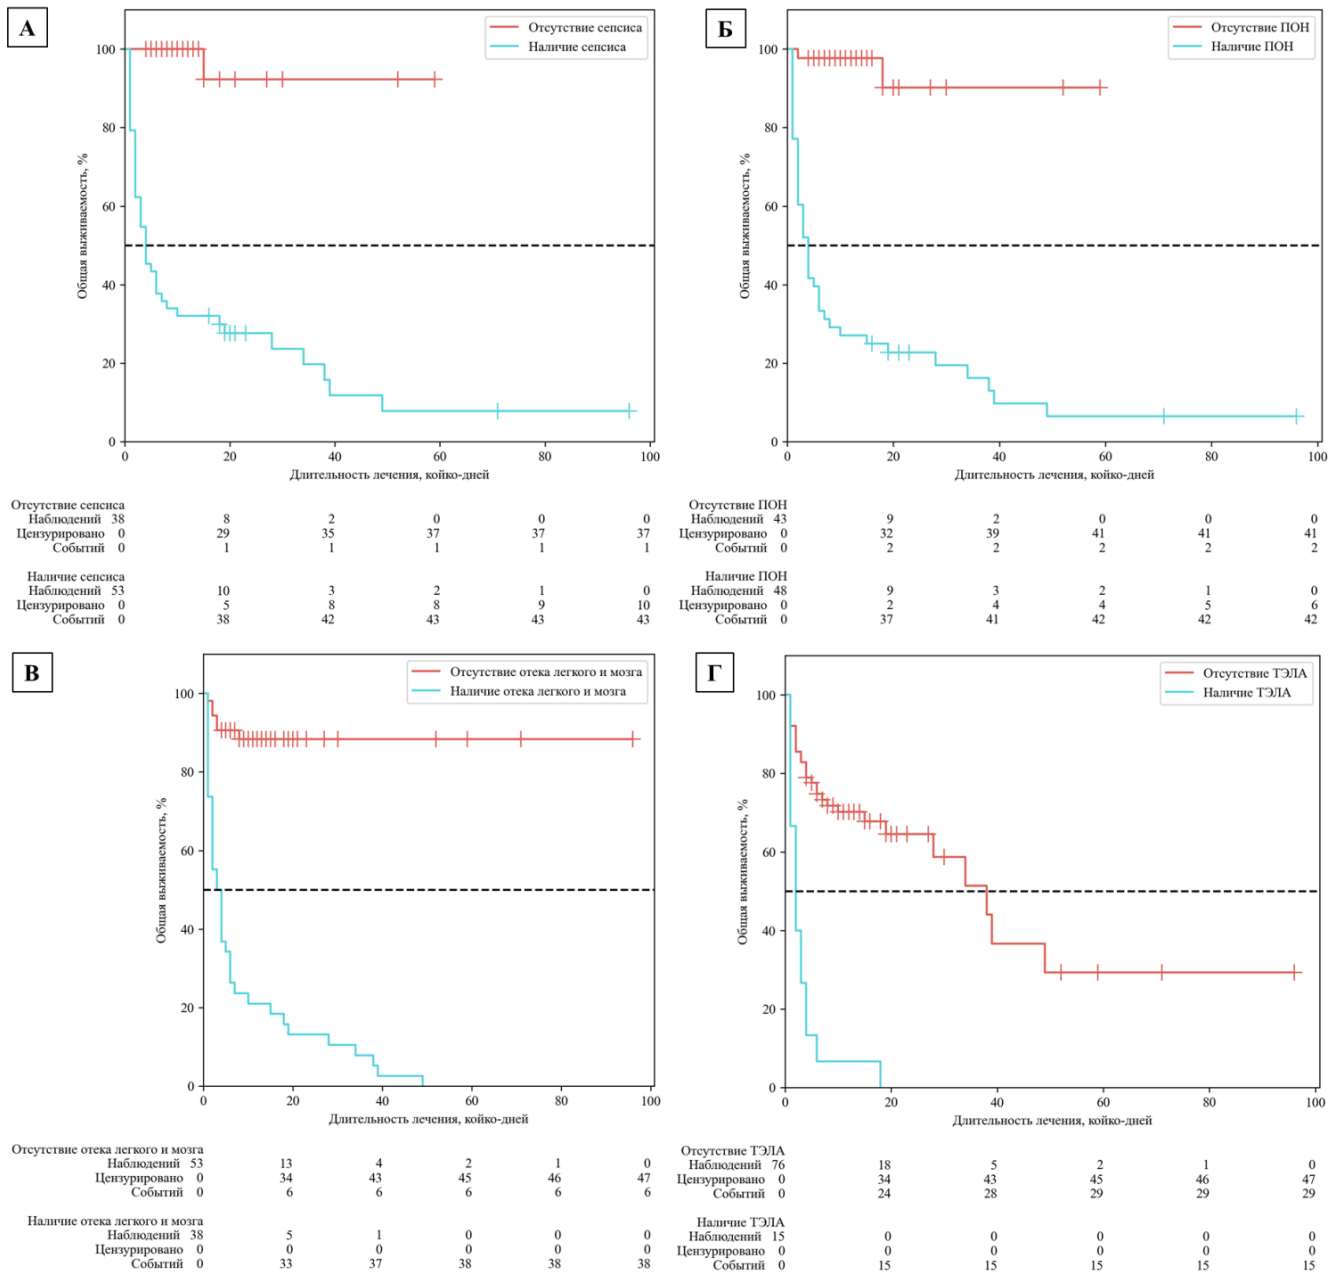 А
Отсутствие сепсиса
Наличие сепсиса
100
80
60
40
20
0
Общая выживаемость, %
0 20 40 60 80 100
Длительность лечения, койко-дней
Отсутствие сепсиса
Наблюдений 38 8 2 0 0 0
Цензурировано 0 29 35 37 37 37
Событий 0 1 1 1 1 1
Наличие сепсиса
Наблюдений 53 10 3 2 1 0
Цензурировано 0 5 8 8 9 10
Событий 0 38 42 43 43 43
Б
Отсутствие ПОН
Наличие ПОН
100
80
60
40
20
0
Общая выживаемость, %
0 20 40 60 80 100
Длительность лечения, койко-дней
Отсутствие ПОН
Наблюдений 43 9 2 0 0 0
Цензурировано 0 32 39 41 41 41
Событий 0 2 2 2 2 2
Наличие ПОН
Наблюдений 48 9 3 2 1 0
Цензурировано 0 2 4 4 5 6
Событий 0 37 41 42 42 42
В
Отсутствие отека легкого и мозга
Наличие отека легкого и мозга
100
80
60
40
20
0
Общая выживаемость, %
0 20 40 60 80 100
Длительность лечения, койко-дней
Отсутствие отека легкого и мозга
Наблюдений 53 13 4 2 1 0
Цензурировано 0 34 43 45 46 47
Событий 0 6 6 6 6 6
Наличие отека легкого и мозга
Наблюдений 38 5 1 0 0 0
Цензурировано 0 0 0 0 0 0
Событий 0 33 37 38 38 38
Г
Отсутствие ТЭЛА
Наличие ТЭЛА
100
80
60
40
20
0
Общая выживаемость, %
0 20 40 60 80 100
Длительность лечения, койко-дней
Отсутствие ТЭЛА
Наблюдений 76 18 5 2 1 0
Цензурировано 0 34 43 45 46 47
Событий 0 24 28 29 29 29
Наличие ТЭЛА
Наблюдений 15 0 0 0 0 0
Цензурировано 0 0 0 0 0 0
Событий 0 15 15 15 15 15